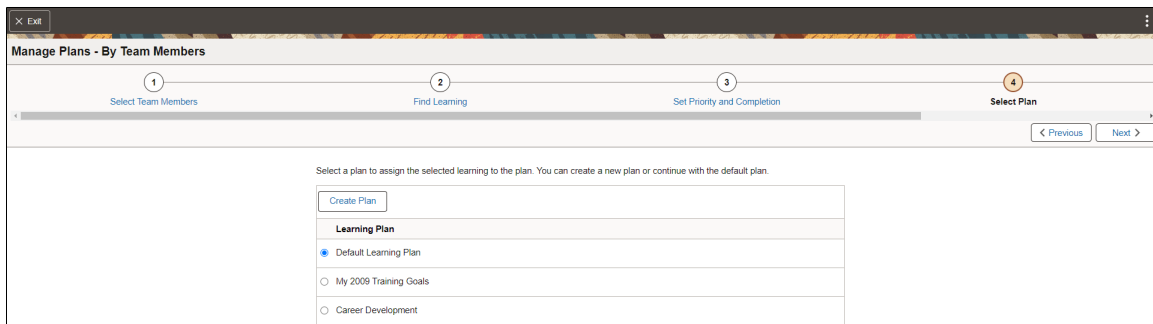 × Exit
Manage Plans - By Team Members
1
2
3
4
Select Team Members
Find Learning
Set Priority and Completion
Select Plan
< Previous
Next >
Select a plan to assign the selected learning to the plan. You can create a new plan or continue with the default plan.
Create Plan
Learning Plan
Default Learning Plan
My 2009 Training Goals
Career Development